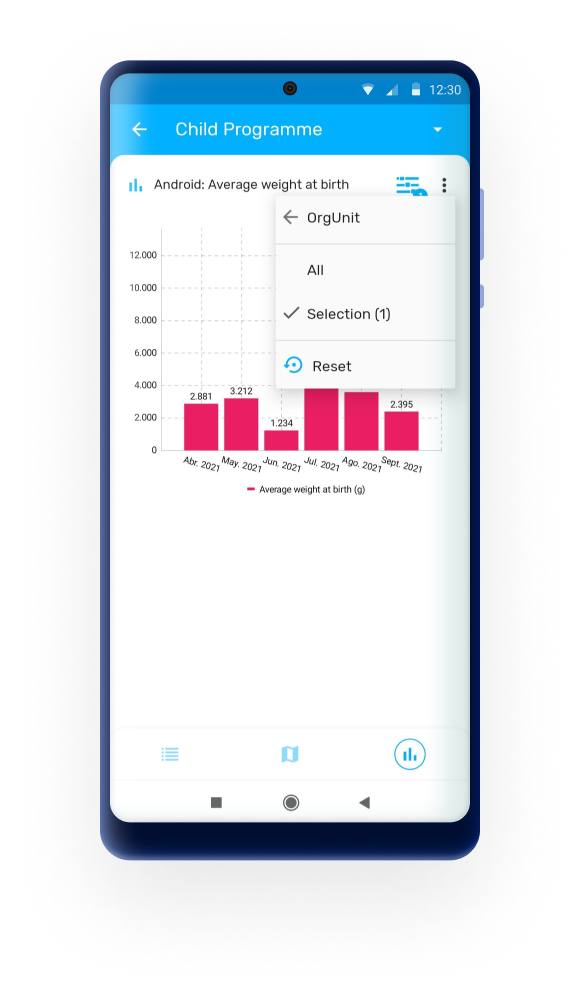 12:30
Child Programme
Android: Average weight at birth
OrgUnit
All
Selection (1)
Reset
12.000
10.000
8.000
6.000
4.000
2.000
0
2.881
3.212
1.234
2.395
Abr. 2021
May. 2021
Jun. 2021
Jul. 2021
Ago. 2021
Sept. 2021
Average weight at birth (g)